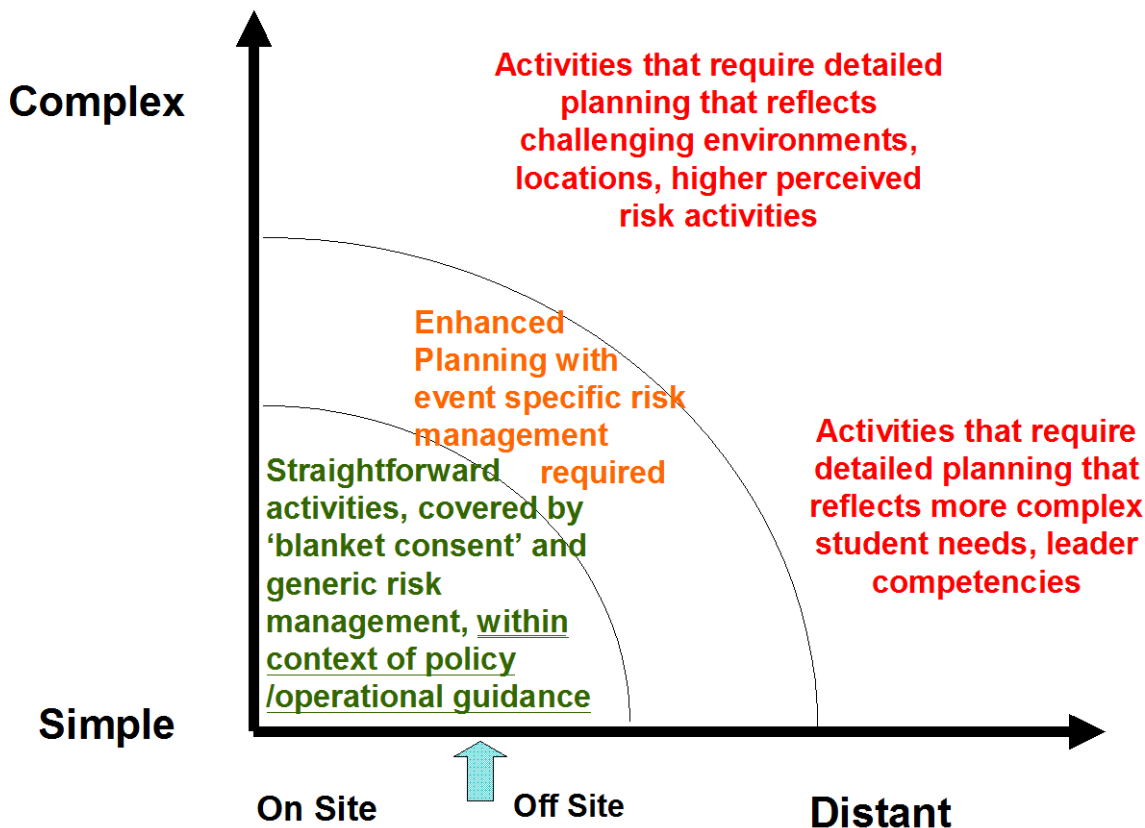 Complex
Activities that require detailed
planning that reflects
challenging environments,
locations, higher perceived
risk activities
Enhanced
Planning with
event specific risk
management
required
Activities that require
detailed planning that
reflects more complex
student needs, leader
competencies
Straightforward
activities, covered by
‘blanket consent’ and
generic risk
management, within
context of policy
/operational guidance
Simple
On Site
Off Site
Distant